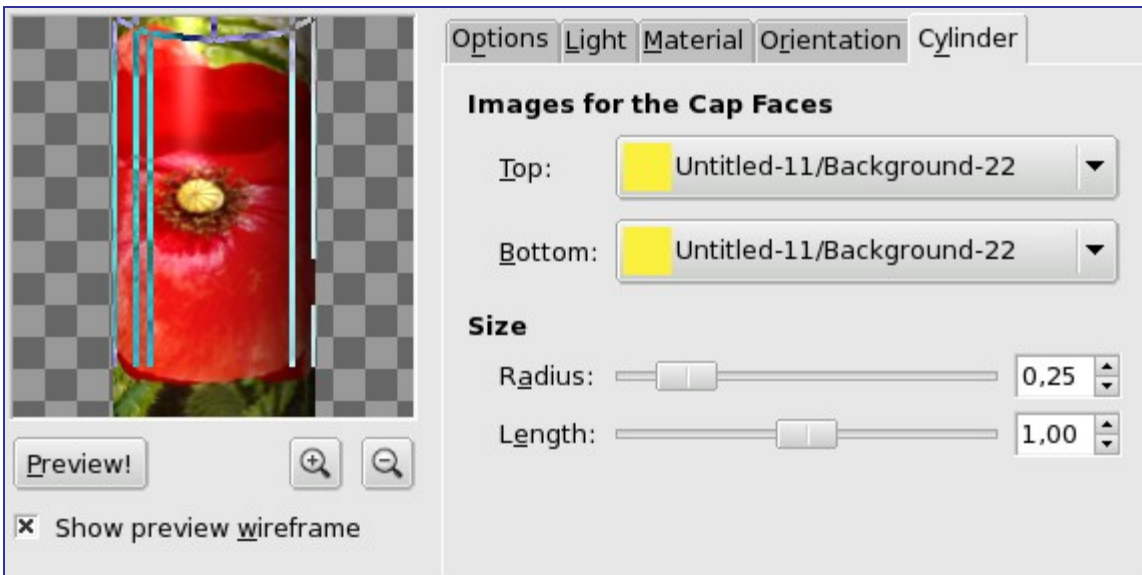 Options Light Material Orientation Cylinder
Images for the Cap Faces
Top: Untitled-11/Background-22
Bottom: Untitled-11/Background-22
Size
Radius: 0,25
Length: 1,00
Preview!
Show preview wireframe